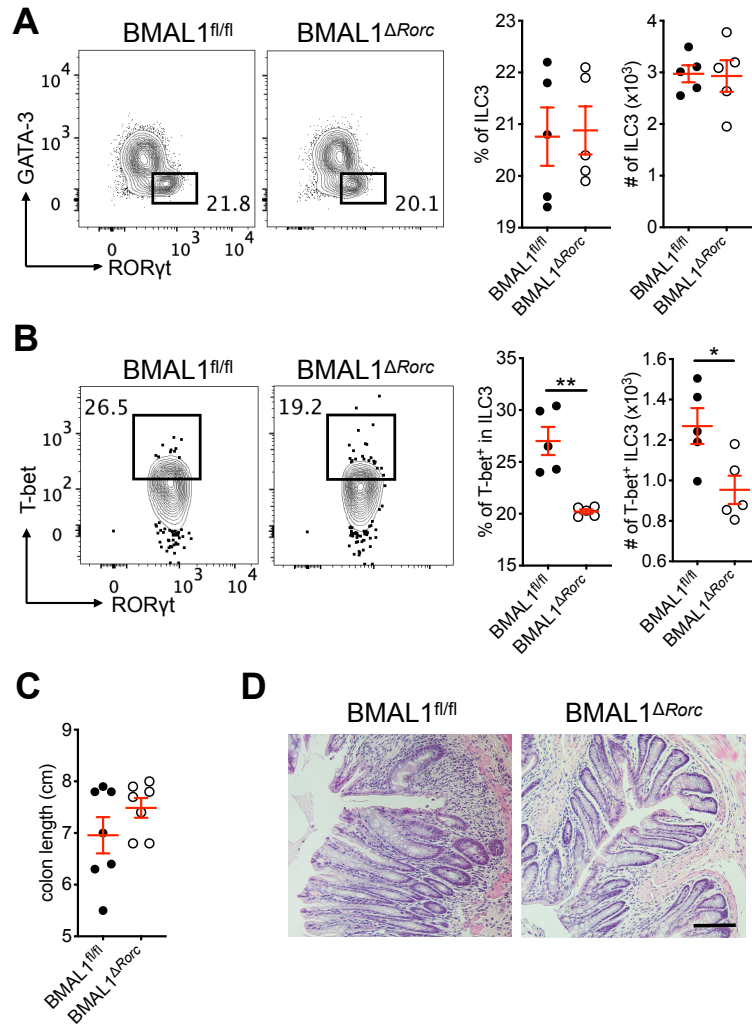 A
BMAL1fl/fl
BMAL1ΔRorc
GATA-3
10⁴
10³
0
0
10³
10⁴
RORγt
21.8
20.1
% of ILC3
23
22
21
20
19
BMAL1fl/fl
BMAL1ΔRorc
# of ILC3 (x10³)
4
3
2
1
0
BMAL1fl/fl
BMAL1ΔRorc
B
BMAL1fl/fl
BMAL1ΔRorc
T-bet
10³
10²
0
0
10³
10⁴
RORγt
26.5
19.2
% of T-bet⁺ in ILC3
35
30
25
20
15
**
BMAL1fl/fl
BMAL1ΔRorc
# of T-bet⁺ ILC3 (x10³)
1.6
1.4
1.2
1.0
0.8
0.6
*
BMAL1fl/fl
BMAL1ΔRorc
C
colon length (cm)
9
8
7
6
5
BMAL1fl/fl
BMAL1ΔRorc
D
BMAL1fl/fl
BMAL1ΔRorc